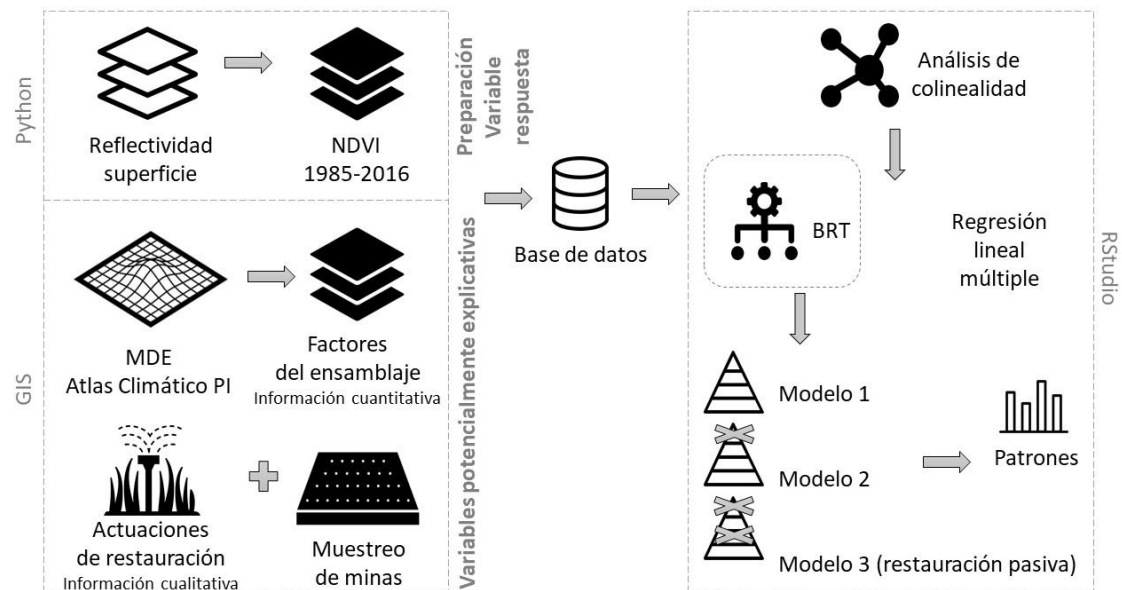 Python
Reflectividad
superficie
NDVI
1985-2016
Preparación
Variable
respuesta
GIS
MDE
Atlas Climático PI
Factores
del ensamblaje
Información cuantitativa
Actuaciones
de restauración
Información cualitativa
Muestreo
de minas
Variables potencialmente explicativas
Base de datos
Análisis de
colinealidad
BRT
Regresión
lineal
múltiple
RStudio
Modelo 1
Modelo 2
Modelo 3 (restauración pasiva)
Patrones